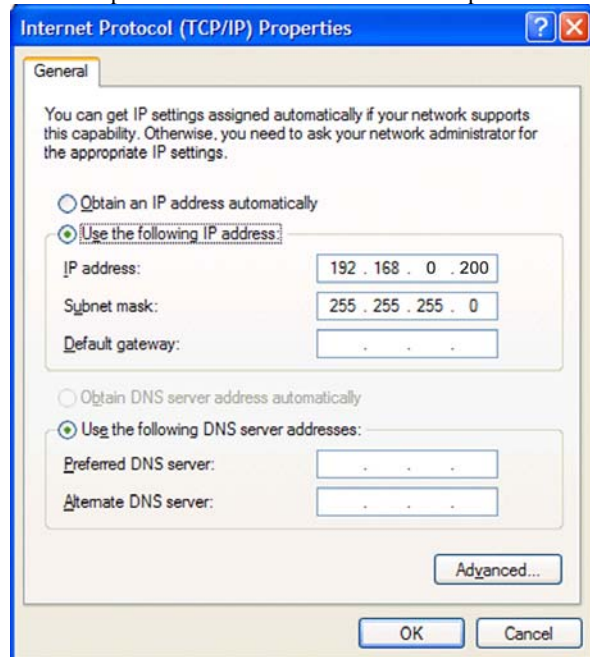 Internet Protocol (TCP/IP) Properties
General
You can get IP settings assigned automatically if your network supports
this capability. Otherwise, you need to ask your network administrator for
the appropriate IP settings.
Obtain an IP address automatically
Use the following IP address:
IP address: 192 . 168 . 0 . 200
Subnet mask: 255 . 255 . 255 . 0
Default gateway: . . .
Obtain DNS server address automatically
Use the following DNS server addresses:
Preferred DNS server: . . .
Alternate DNS server: . . .
Advanced...
OK Cancel